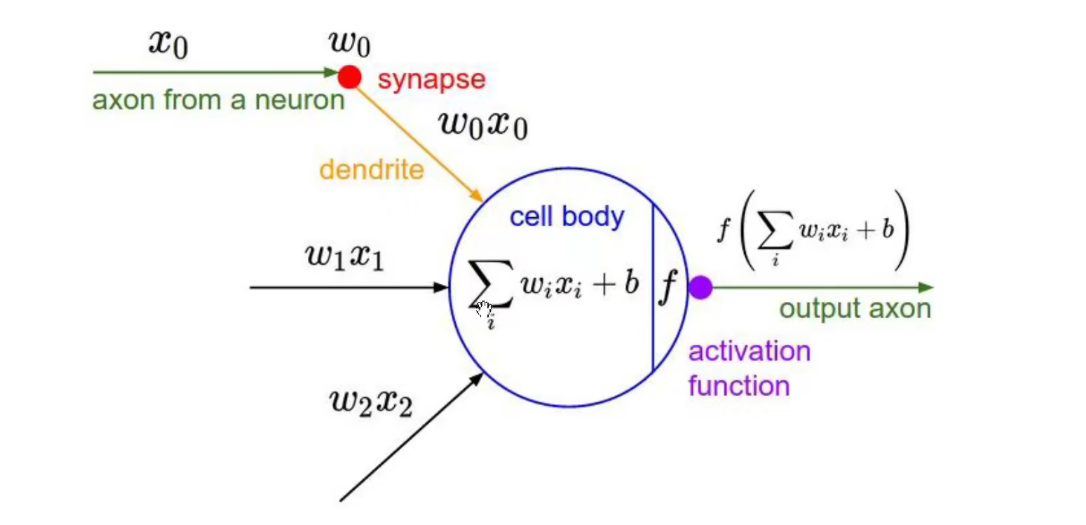 x₀
w₀
synapse
axon from a neuron
w₀x₀
dendrite
cell body
f(∑ᵢ wᵢxᵢ + b)
w₁x₁
∑ᵢ wᵢxᵢ + b
f
output axon
activation
function
w₂x₂